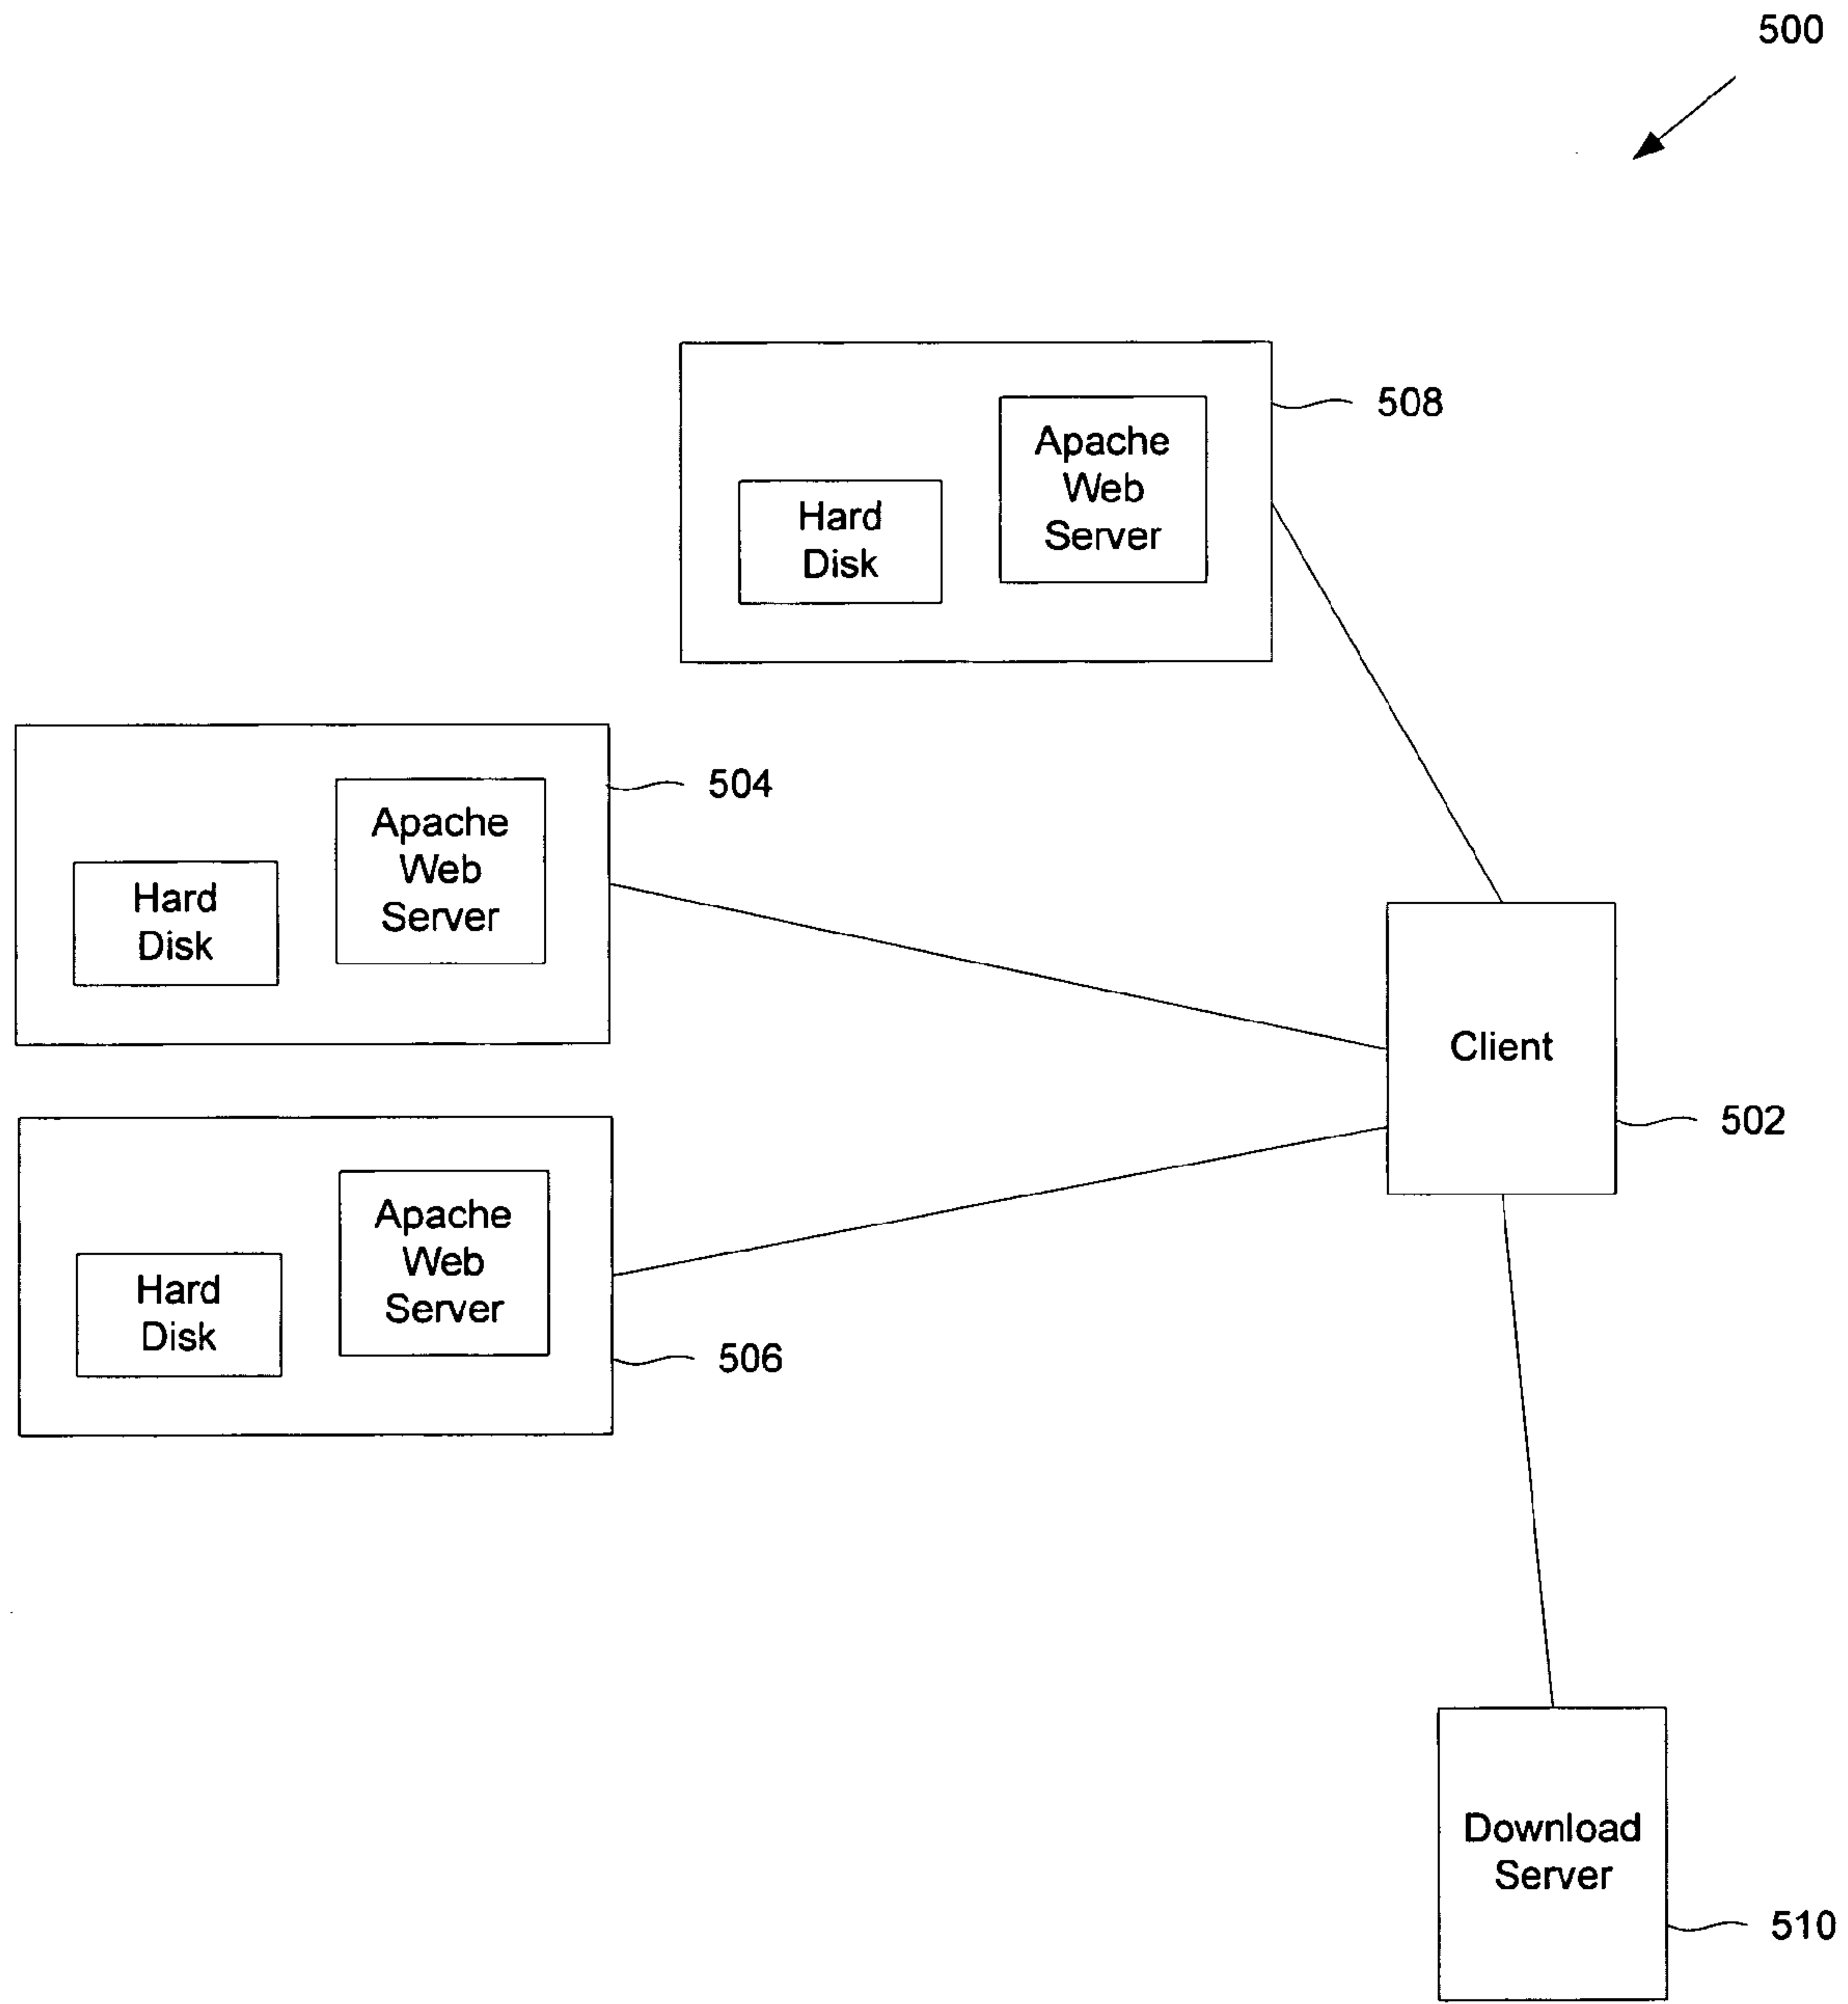 500
508
Apache
Web
Server
Hard
Disk
504
Apache
Web
Server
Hard
Disk
Client
502
Apache
Web
Server
Hard
Disk
506
Download
Server
510